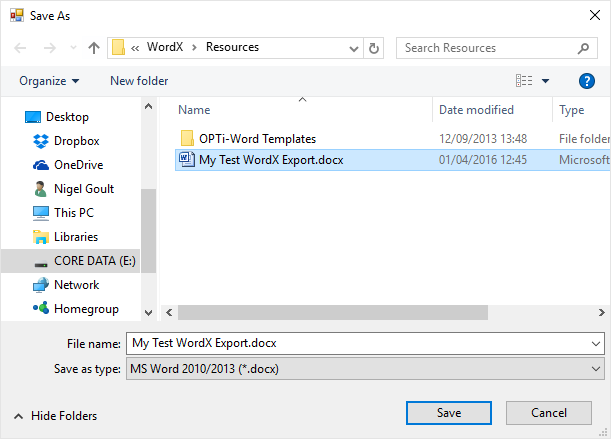 Save As
« WordX > Resources
Search Resources
Organize New folder ?
Name Date modified Type
Desktop
Dropbox
OneDrive
Nigel Goult
This PC
Libraries
CORE DATA (E:)
Network
Homegroup
OPTi-Word Templates 12/09/2013 13:48 File folder
My Test WordX Export.docx 01/04/2016 12:45 Microsoft
File name: My Test WordX Export.docx
Save as type: MS Word 2010/2013 (*.docx)
Hide Folders Save Cancel